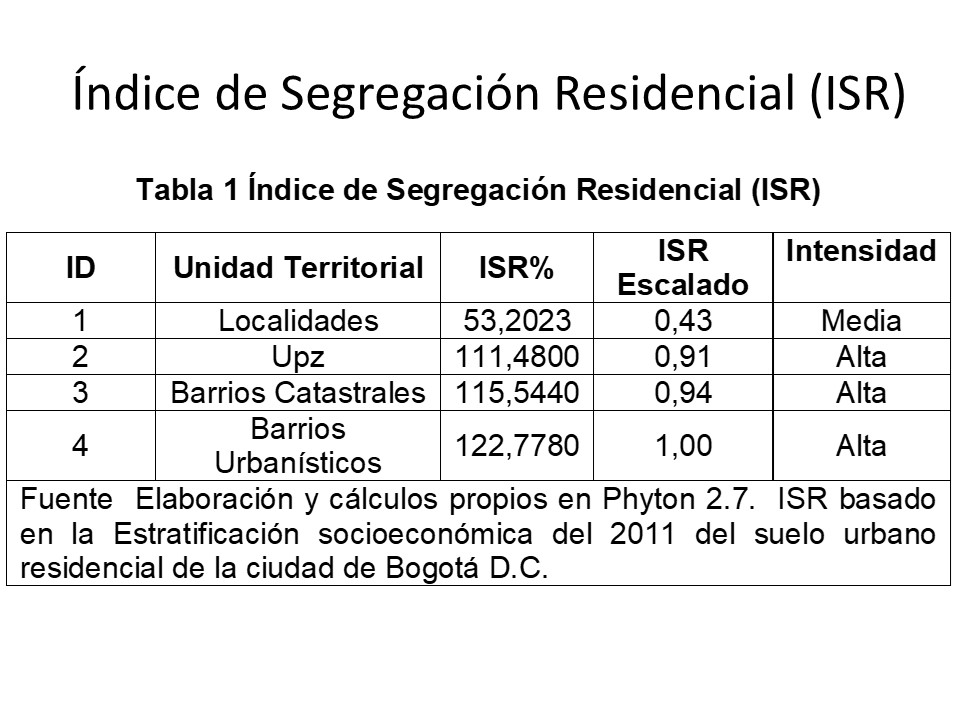 Índice de Segregación Residencial (ISR)
Tabla 1 Índice de Segregación Residencial (ISR)
ID Unidad Territorial ISR% ISR Escalado Intensidad
1 Localidades 53,2023 0,43 Media
2 Upz 111,4800 0,91 Alta
3 Barrios Catastrales 115,5440 0,94 Alta
4 Barrios Urbanísticos 122,7780 1,00 Alta
Fuente Elaboración y cálculos propios en Phyton 2.7. ISR basado
en la Estratificación socioeconómica del 2011 del suelo urbano
residencial de la ciudad de Bogotá D.C.